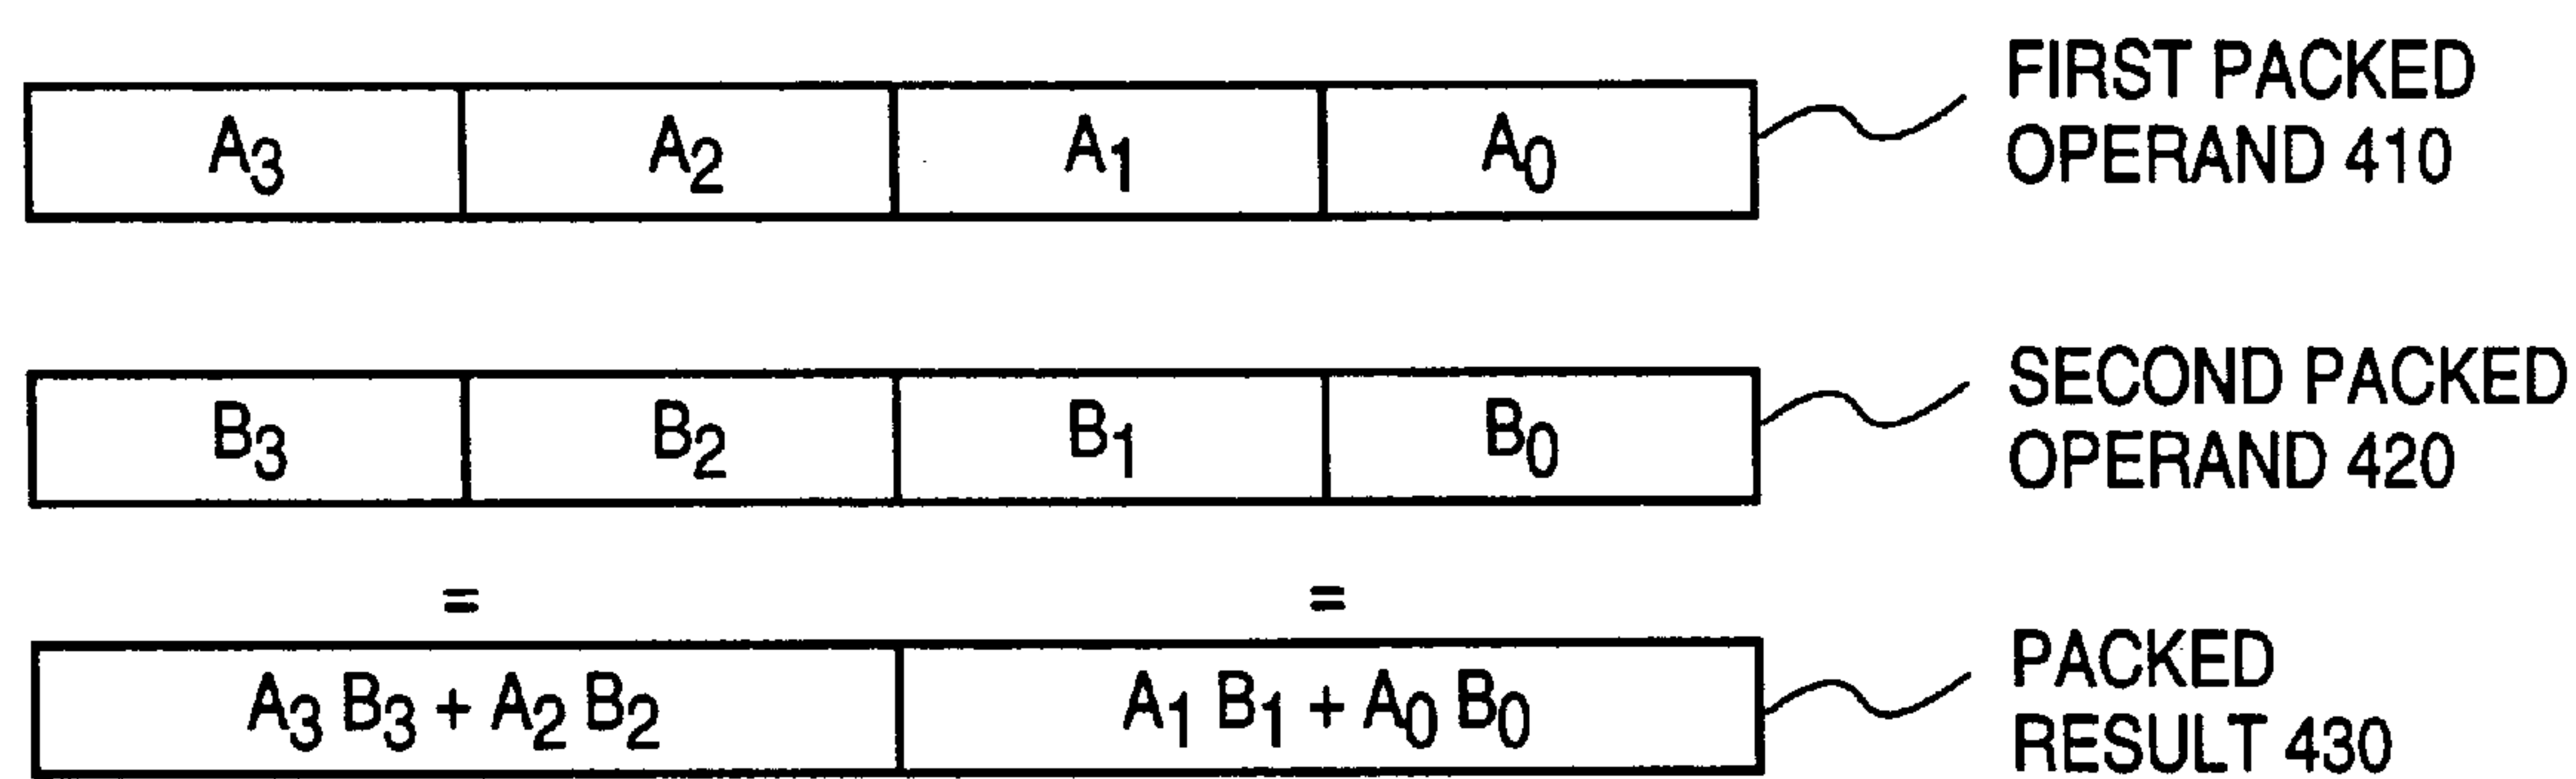 A3 A2 A1 A0 FIRST PACKED
OPERAND 410
B3 B2 B1 B0 SECOND PACKED
OPERAND 420
= =
A3 B3 + A2 B2 A1 B1 + A0 B0 PACKED
RESULT 430